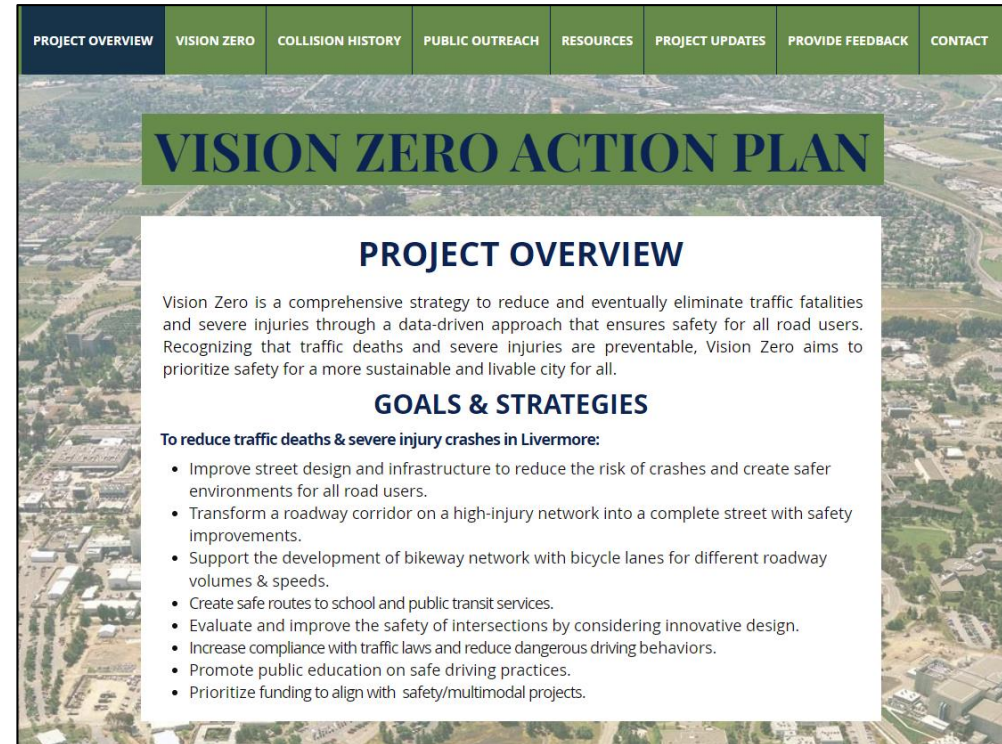 PROJECT OVERVIEW VISION ZERO COLLISION HISTORY PUBLIC OUTREACH RESOURCES PROJECT UPDATES PROVIDE FEEDBACK CONTACT
VISION ZERO ACTION PLAN
PROJECT OVERVIEW
Vision Zero is a comprehensive strategy to reduce and eventually eliminate traffic fatalities
and severe injuries through a data-driven approach that ensures safety for all road users.
Recognizing that traffic deaths and severe injuries are preventable, Vision Zero aims to
prioritize safety for a more sustainable and livable city for all.
GOALS & STRATEGIES
To reduce traffic deaths & severe injury crashes in Livermore:
• Improve street design and infrastructure to reduce the risk of crashes and create safer
environments for all road users.
• Transform a roadway corridor on a high-injury network into a complete street with safety
improvements.
• Support the development of bikeway network with bicycle lanes for different roadway
volumes & speeds.
• Create safe routes to school and public transit services.
• Evaluate and improve the safety of intersections by considering innovative design.
• Increase compliance with traffic laws and reduce dangerous driving behaviors.
• Promote public education on safe driving practices.
• Prioritize funding to align with safety/multimodal projects.